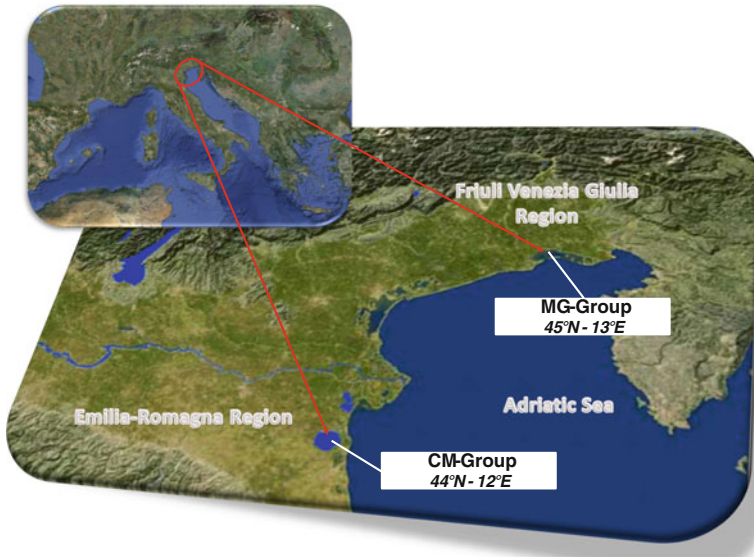 Friuli Venezia Giulia
Region
MG-Group
45°N - 13°E
Adriatic Sea
Emilia-Romagna Region
CM-Group
44°N - 12°E